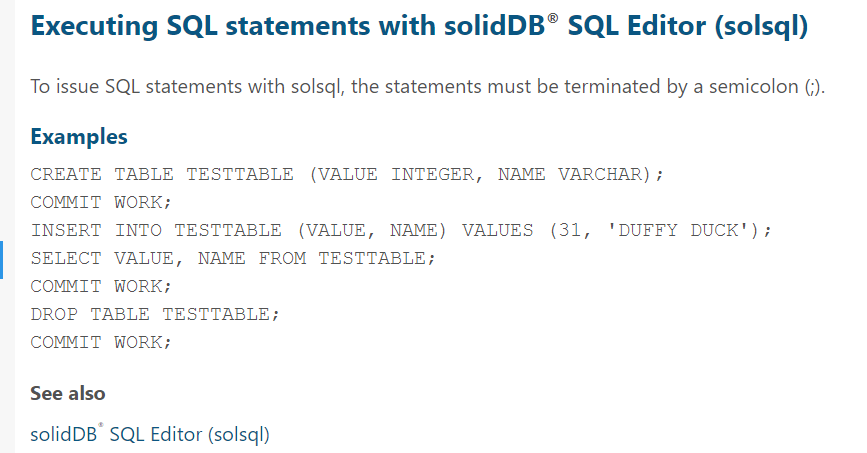 Executing SQL statements with solidDB® SQL Editor (solsql)
To issue SQL statements with solsql, the statements must be terminated by a semicolon (;).
Examples
CREATE TABLE TESTTABLE (VALUE INTEGER, NAME VARCHAR);
COMMIT WORK;
INSERT INTO TESTTABLE (VALUE, NAME) VALUES (31, 'DUFFY DUCK');
SELECT VALUE, NAME FROM TESTTABLE;
COMMIT WORK;
DROP TABLE TESTTABLE;
COMMIT WORK;
See also
solidDB® SQL Editor (solsql)